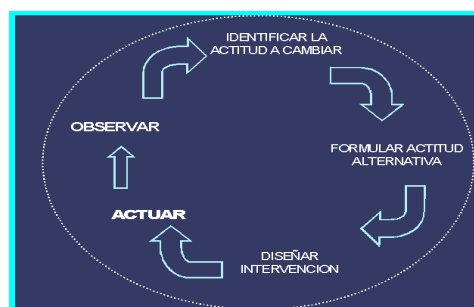 IDENTIFICAR LA
ACTITUD A CAMBIAR
FORMULAR ACTITUD
ALTERNATIVA
DISEÑAR
INTERVENCION
ACTUAR
OBSERVAR